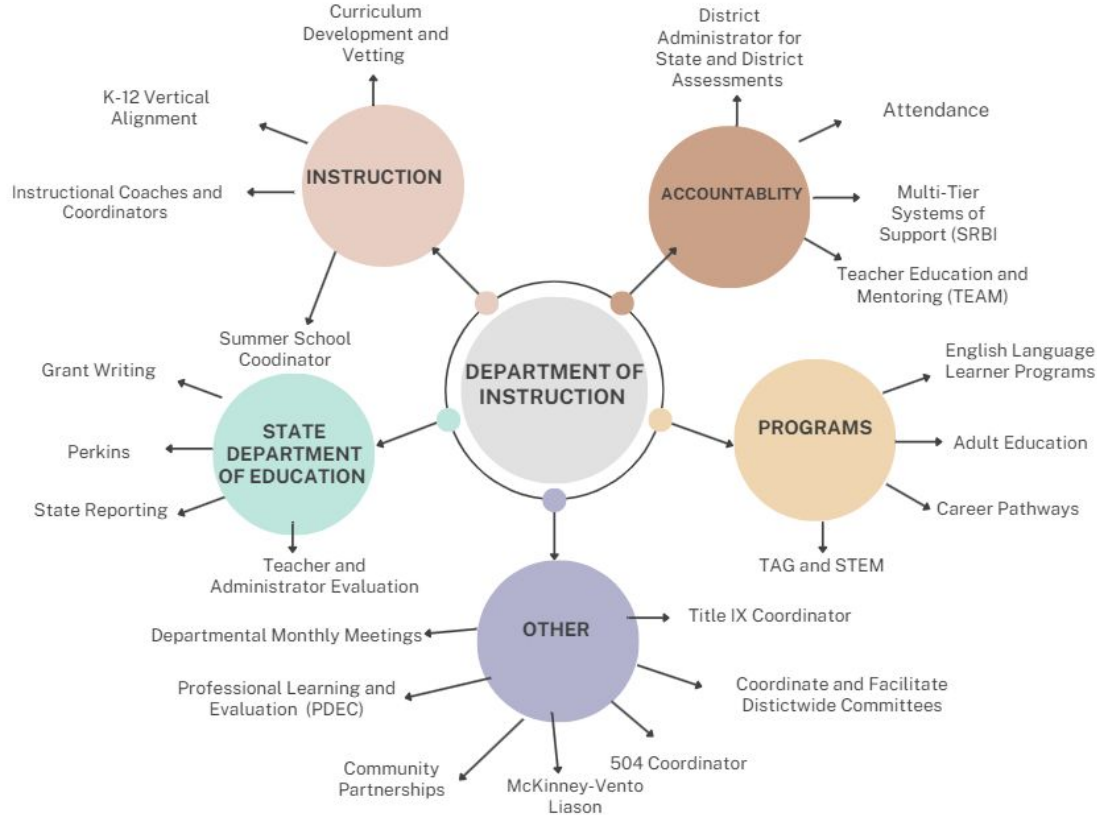 Curriculum
Development and
Vetting
K-12 Vertical
Alignment
Instructional Coaches and
Coordinators
INSTRUCTION
Summer School
Coodinator
District
Administrator for
State and District
Assessments
Attendance
ACCOUNTABLITY
Multi-Tier
Systems of
Support (SRBI
Teacher Education and
Mentoring (TEAM)
DEPARTMENT OF
INSTRUCTION
Grant Writing
Perkins
State Reporting
STATE
DEPARTMENT
OF EDUCATION
Teacher and
Administrator Evaluation
English Language
Learner Programs
PROGRAMS
Adult Education
Career Pathways
TAG and STEM
OTHER
Departmental Monthly Meetings
Professional Learning and
Evaluation (PDEC)
Community
Partnerships
McKinney-Vento
Liason
504 Coordinator
Coordinate and Facilitate
Distictwide Committees
Title IX Coordinator